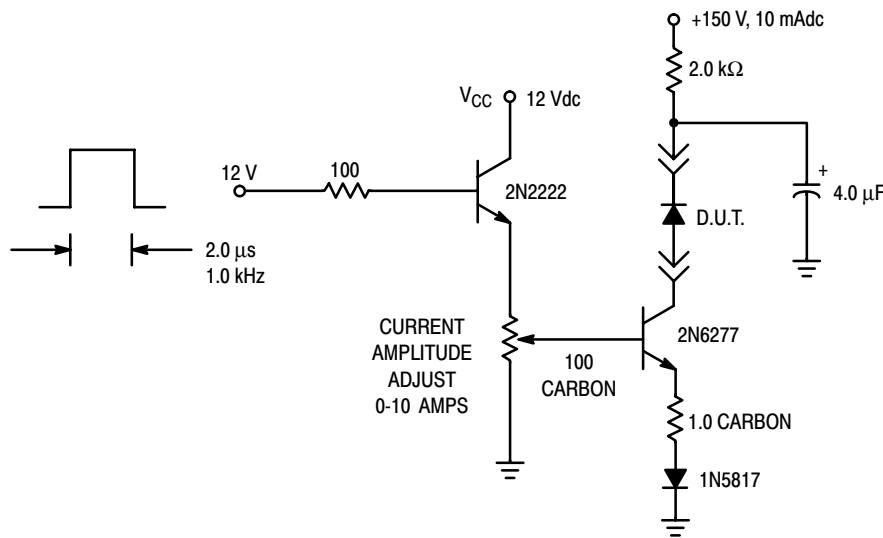 +150 V, 10 mAdc
2.0 kΩ
VCC
12 Vdc
12 V
100
2N2222
D.U.T.
+
4.0 μF
2.0 μs
1.0 kHz
CURRENT
AMPLITUDE
ADJUST
0-10 AMPS
100
CARBON
2N6277
1.0 CARBON
1N5817